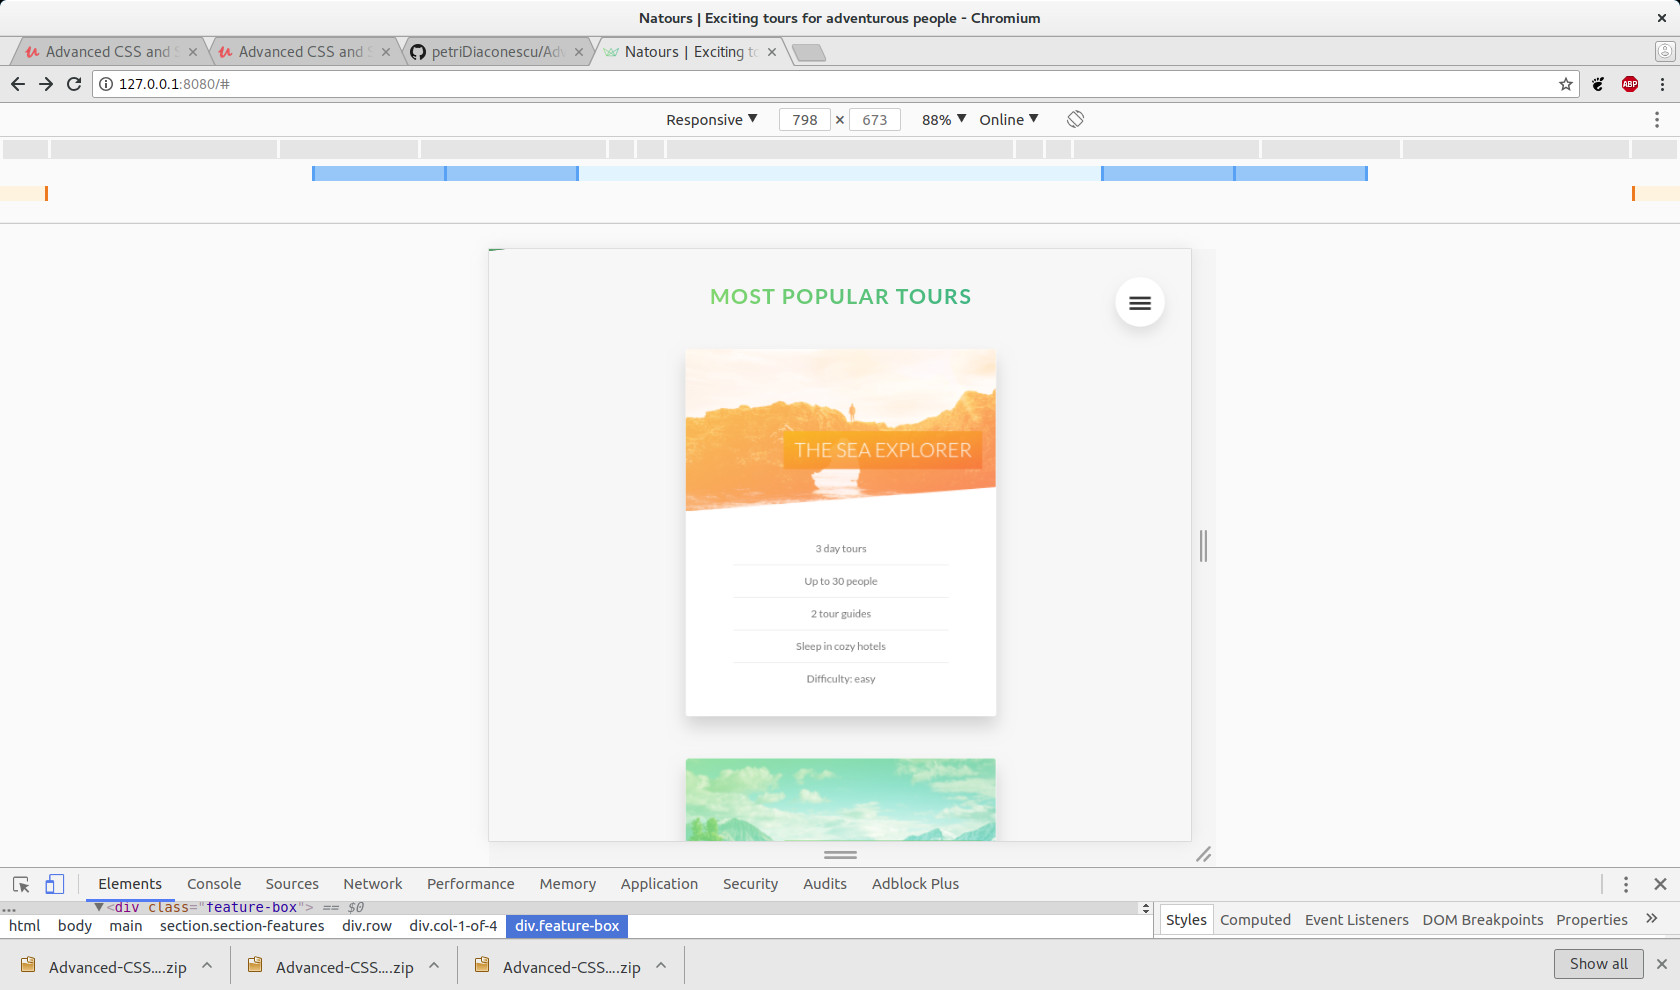 Natours | Exciting tours for adventurous people - Chromium
Advanced CSS and S
Advanced CSS and S
petriDiaconescu/Adv
Natours | Exciting to
127.0.0.1:8080/#
ABP
Responsive
798 × 673
88%
Online
MOST POPULAR TOURS
THE SEA EXPLORER
3 day tours
Up to 30 people
2 tour guides
Sleep in cozy hotels
Difficulty: easy
Elements Console Sources Network Performance Memory Application Security Audits Adblock Plus
... ▼<div class="feature-box"> == $0
html body main section.section-features div.row div.col-1-of-4 div.feature-box
Styles Computed Event Listeners DOM Breakpoints Properties »
Advanced-CSS....zip
Advanced-CSS....zip
Advanced-CSS....zip
Show all